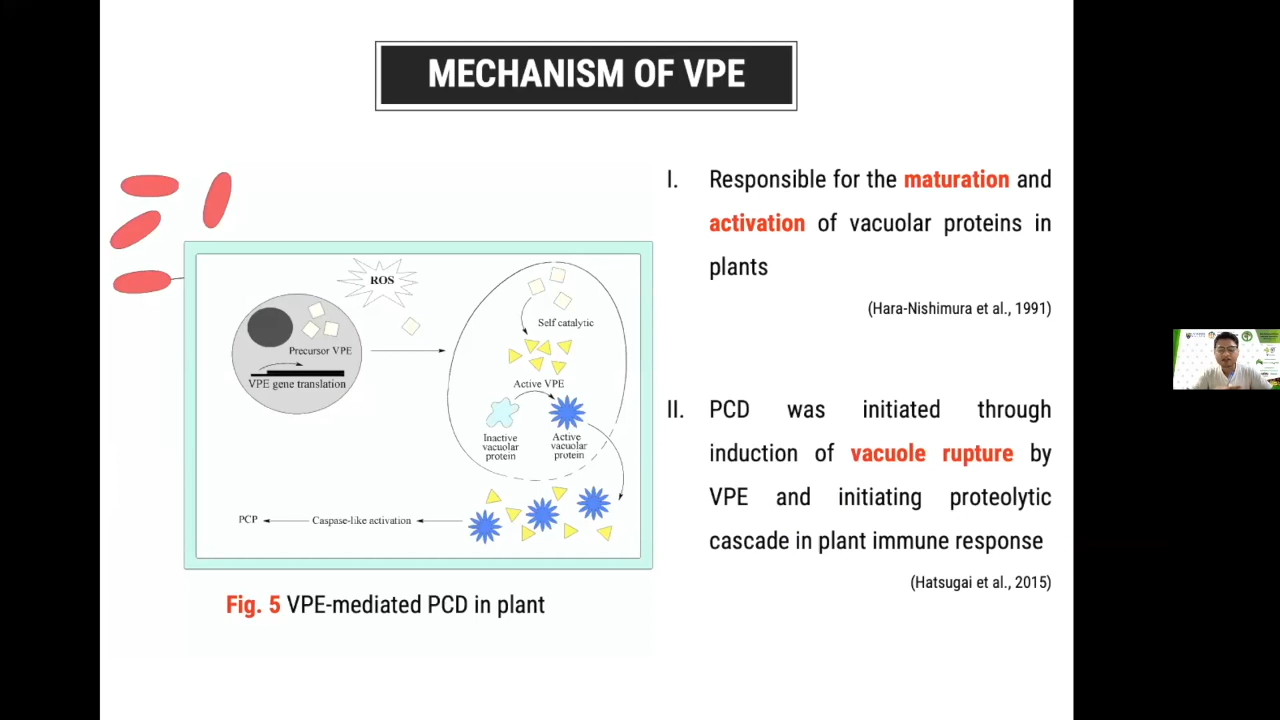 MECHANISM OF VPE
I. Responsible for the maturation and
activation of vacuolar proteins in
plants
(Hara-Nishimura et al., 1991)
II. PCD was initiated through
induction of vacuole rupture by
VPE and initiating proteolytic
cascade in plant immune response
(Hatsugai et al., 2015)
ROS
Precursor VPE
VPE gene translation
Self catalytic
Active VPE
Inactive
vacuolar
protein
Active
vacuolar
protein
Caspase-like activation
PCP
Fig. 5 VPE-mediated PCD in plant